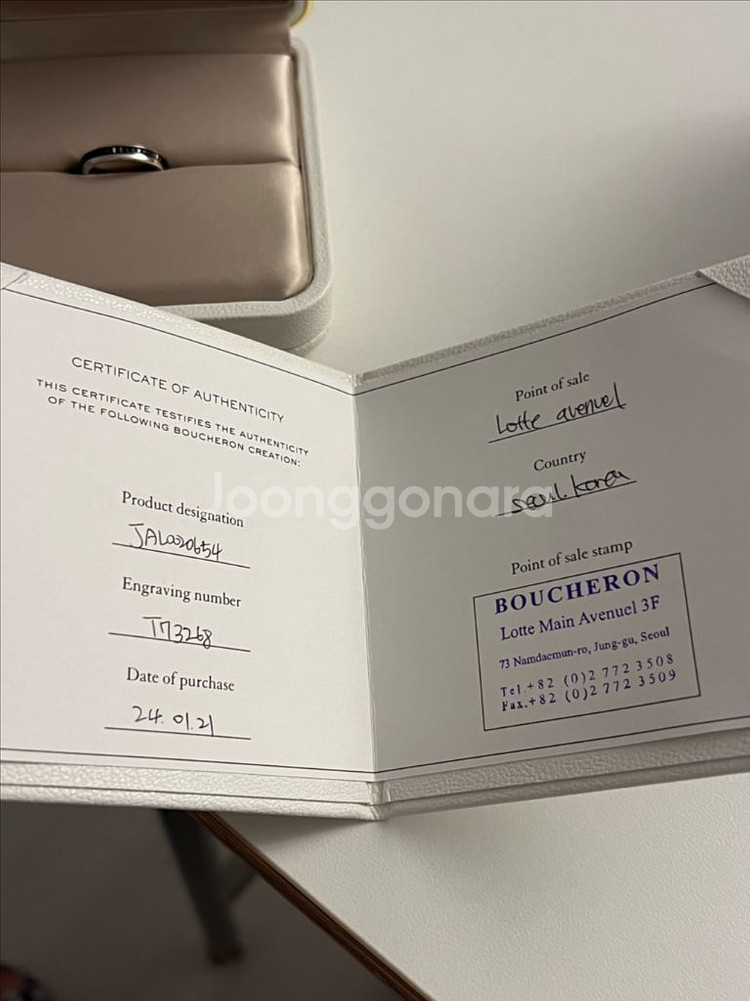 CERTIFICATE OF AUTHENTICITY
THIS CERTIFICATE TESTIFIES THE AUTHENTICITY
OF THE FOLLOWING BOUCHERON CREATION:
Product designation
JAL020654
Engraving number
T73268
Date of purchase
24.01.21
Point of sale
Lotte avenuel
Country
seoul. korea
Point of sale stamp
BOUCHERON
Lotte Main Avenuel 3F
73 Namdaemun-ro, Jung-gu, Seoul
Tel.+82 (0)2 772 3508
Fax.+82 (0)2 772 3509
Joonggonara